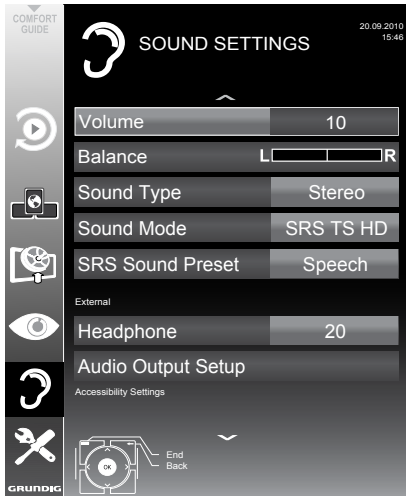 COMFORT
GUIDE
SOUND SETTINGS
20.09.2010
15:46
Volume 10
Balance L R
Sound Type Stereo
Sound Mode SRS TS HD
SRS Sound Preset Speech
External
Headphone 20
Audio Output Setup
Accessibility Settings
End
Back
OK
GRUNDIG